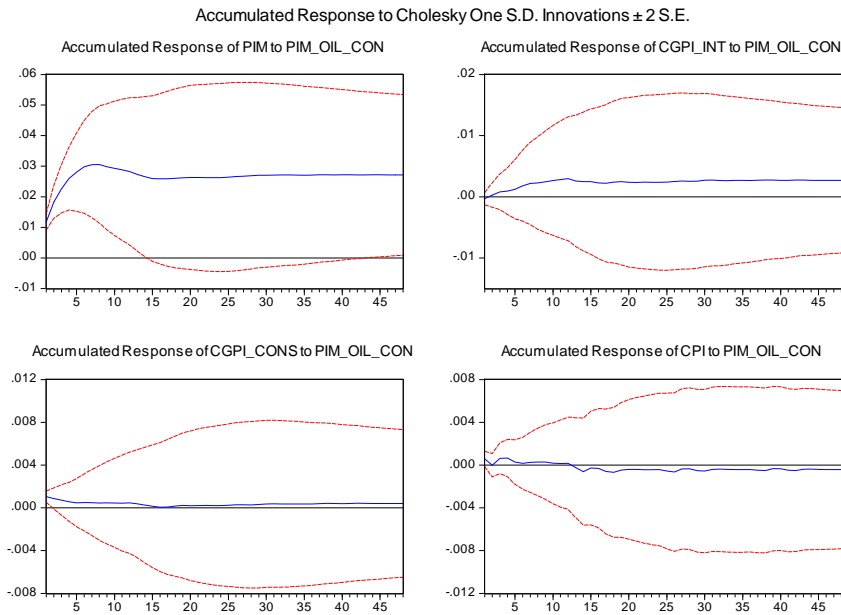 Accumulated Response to Cholesky One S.D. Innovations ± 2 S.E.
Accumulated Response of PIM to PIM_OIL_CON
.06
.05
.04
.03
.02
.01
.00
-.01
5 10 15 20 25 30 35 40 45
Accumulated Response of CGPI_INT to PIM_OIL_CON
.02
.01
.00
-.01
5 10 15 20 25 30 35 40 45
Accumulated Response of CGPI_CONS to PIM_OIL_CON
.012
.008
.004
.000
-.004
-.008
5 10 15 20 25 30 35 40 45
Accumulated Response of CPI to PIM_OIL_CON
.008
.004
.000
-.004
-.008
-.012
5 10 15 20 25 30 35 40 45